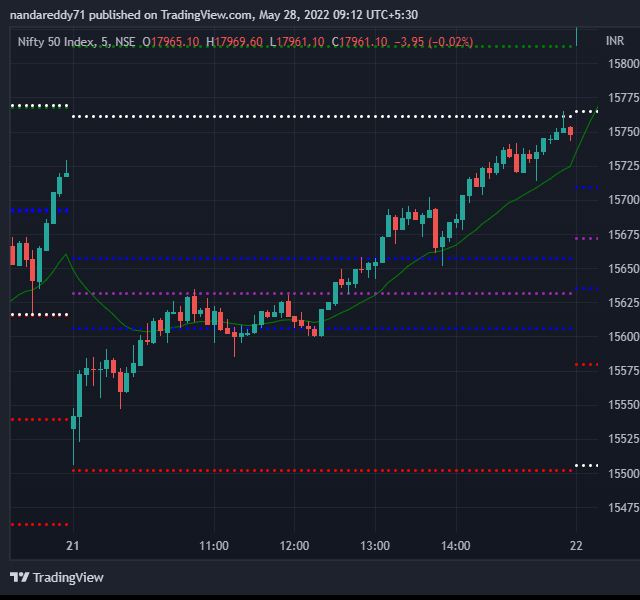 nandareddy71 published on TradingView.com, May 28, 2022 09:12 UTC+5:30
Nifty 50 Index, 5, NSE O17965.10 H17969.60 L17961.10 C17961.10 −3.95 (−0.02%)
INR
15800
15775
15750
15725
15700
15675
15650
15625
15600
15575
15550
15525
15500
15475
21 11:00 12:00 13:00 14:00 22
TradingView